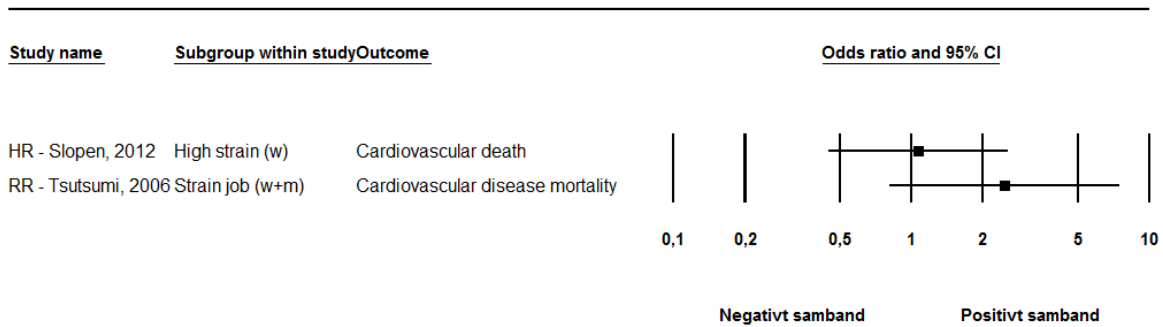 Study name Subgroup within studyOutcome Odds ratio and 95% CI
HR - Slopen, 2012 High strain (w) Cardiovascular death
RR - Tsutsumi, 2006 Strain job (w+m) Cardiovascular disease mortality
0,1 0,2 0,5 1 2 5 10
Negativt samband Positivt samband